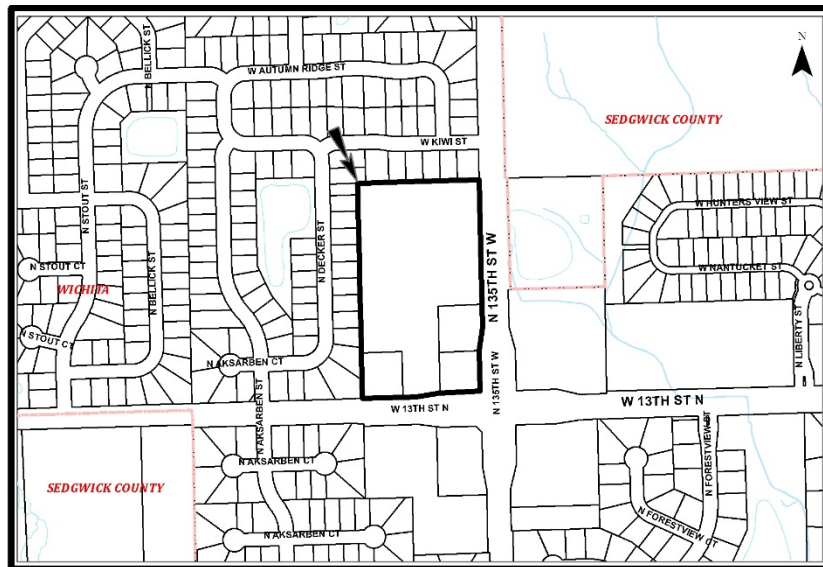 N BELLICK ST
N
W AUTUMN RIDGE ST
SEDGWICK COUNTY
W KIWI ST
N STOUT ST
W HUNTERS VIEW ST
N DECKER ST
N 135TH ST W
N STOUT CT
WICHITA
N BELLICK ST
W NANTUCKET ST
N LIBERTY ST
N STOUT CT
N AKSARBEN CT
N 135TH ST W
W 13TH ST N
W 13TH ST N
N AKSARBEN ST
N FORESTVIEW ST
N AKSARBEN CT
SEDGWICK COUNTY
N FORESTVIEW CT
N AKSARBEN CT